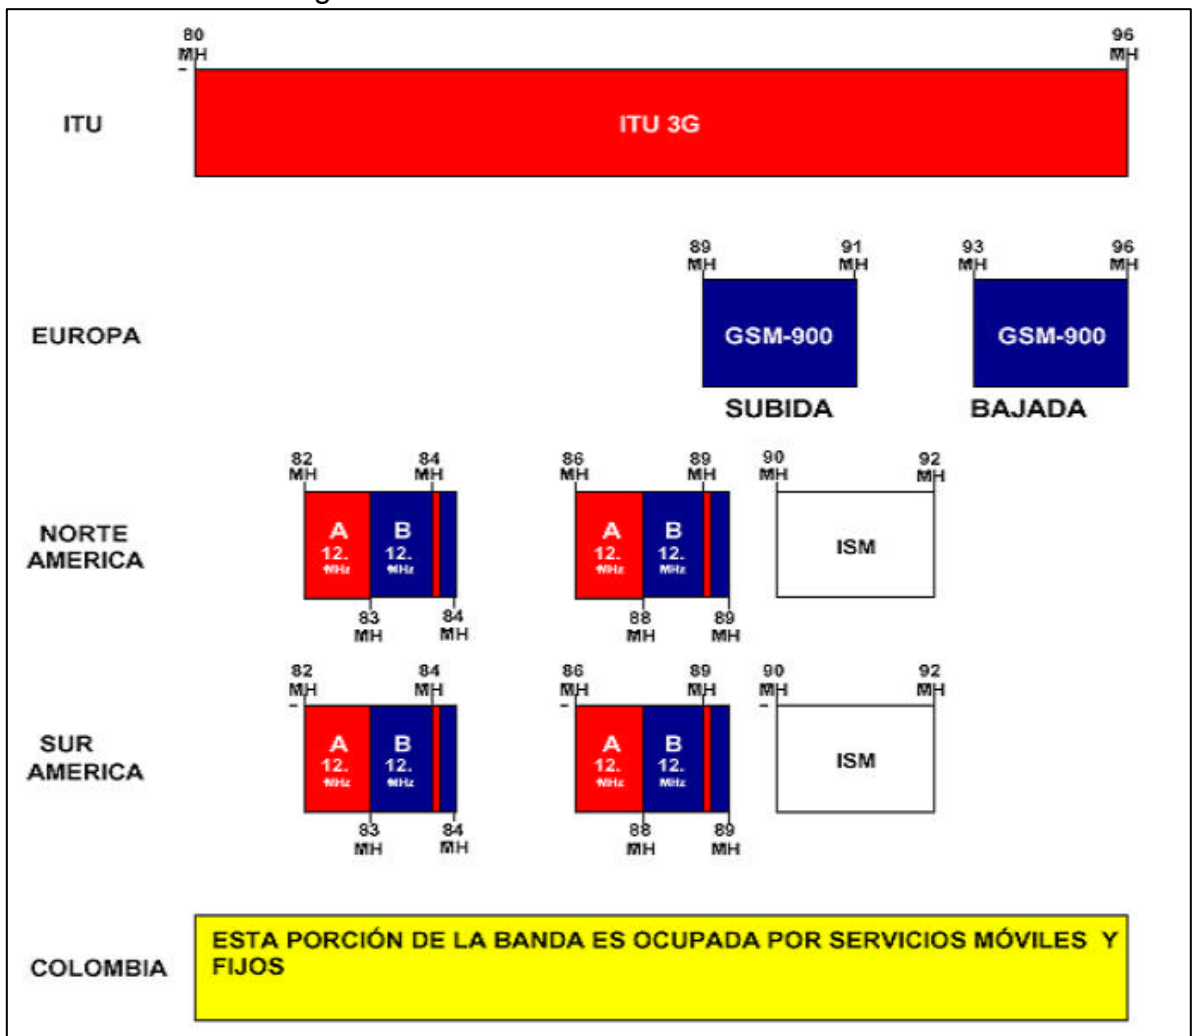 80 96
MH MH
ITU
ITU 3G
89 91 93 96
MH MH MH MH
EUROPA
GSM-900 GSM-900
SUBIDA BAJADA
82 84 86 89 90 92
MH MH MH MH MH MH
NORTE
AMERICA
A B A B
12. 12. 12. 12.
MHz MHz MHz MHz
ISM
83 84 88 89
MH MH MH MH
82 84 86 89 90 92
MH MH MH MH MH MH
SUR
AMERICA
A B A B
12. 12. 12. 12.
MHz MHz MHz MHz
ISM
83 84 88 89
MH MH MH MH
COLOMBIA
ESTA PORCIÓN DE LA BANDA ES OCUPADA POR SERVICIOS MÓVILES Y
FIJOS